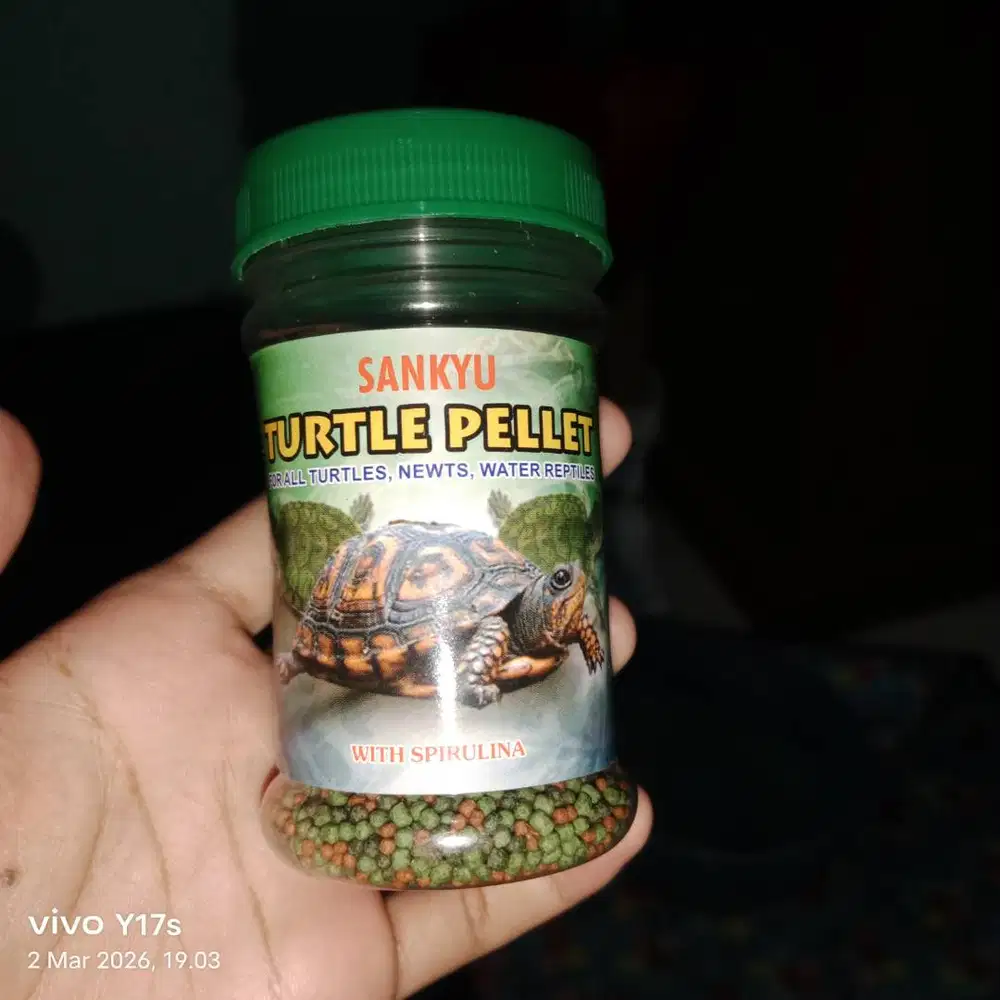 SANKYU
TURTLE PELLET
FOR ALL TURTLES, NEWTS, WATER REPTILES
WITH SPIRULINA
vivo Y17s
2 Mar 2026, 19.03